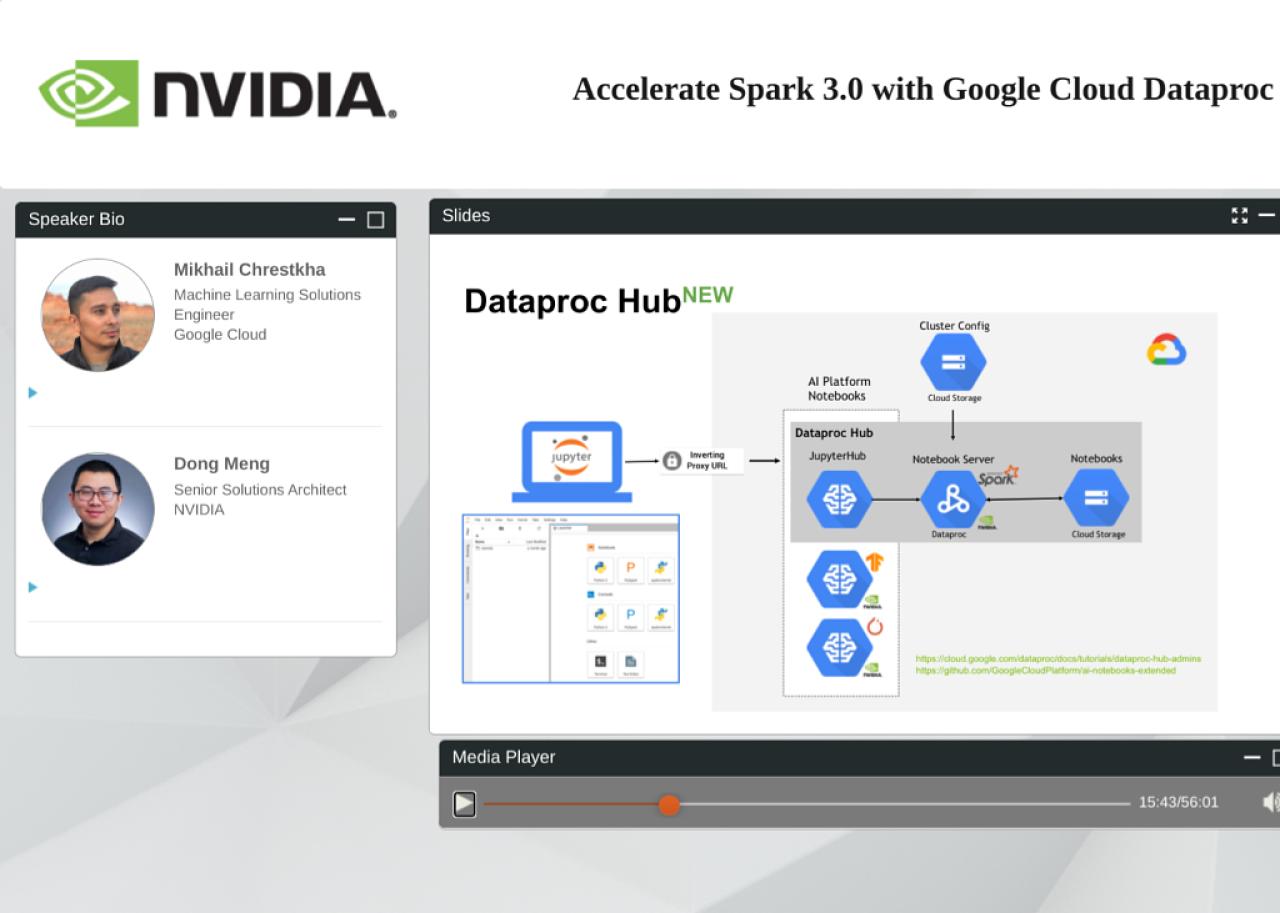 NVIDIA.
Accelerate Spark 3.0 with Google Cloud Dataproc
Speaker Bio
Mikhail Chrestkha
Machine Learning Solutions
Engineer
Google Cloud
Dong Meng
Senior Solutions Architect
NVIDIA
Slides
Dataproc Hub NEW
Cluster Config
Cloud Storage
AI Platform
Notebooks
Dataproc Hub
jupyter
Inverting
Proxy URL
JupyterHub
Notebook Server
Spark
Notebooks
NVIDIA.
Dataproc
Cloud Storage
NVIDIA.
NVIDIA.
https://cloud.google.com/dataproc/docs/tutorials/dataproc-hub-admins
https://github.com/GoogleCloudPlatform/ai-notebooks-extended
Media Player
15:43/56:01